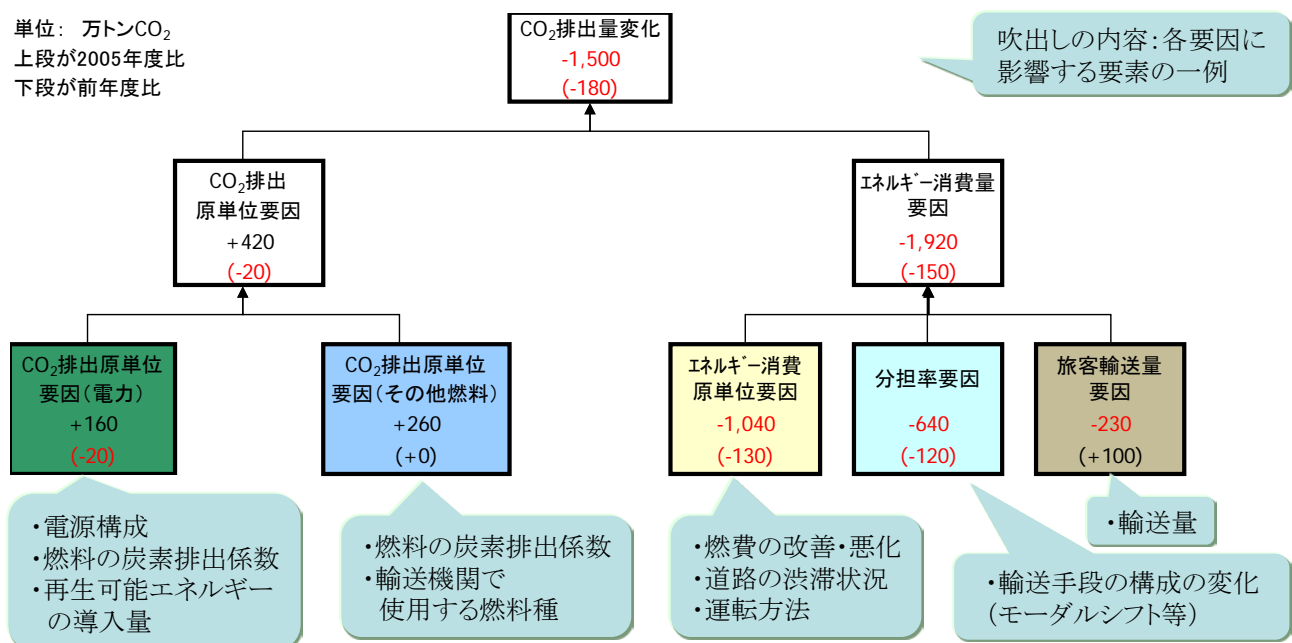 単位： 万トンCO₂
上段が2005年度比
下段が前年度比
CO₂排出量変化
-1,500
(-180)
吹出しの内容：各要因に
影響する要素の一例
CO₂排出
原単位要因
+420
(-20)
ｴﾈﾙｷﾞｰ消費量
要因
-1,920
(-150)
CO₂排出原単位
要因（電力）
+160
(-20)
CO₂排出原単位
要因（その他燃料）
+260
(+0)
ｴﾈﾙｷﾞｰ消費
原単位要因
-1,040
(-130)
分担率要因
-640
(-120)
旅客輸送量
要因
-230
(+100)
・電源構成
・燃料の炭素排出係数
・再生可能エネルギー
の導入量
・燃料の炭素排出係数
・輸送機関で
使用する燃料種
・燃費の改善・悪化
・道路の渋滞状況
・運転方法
・輸送量
・輸送手段の構成の変化
（モーダルシフト等）